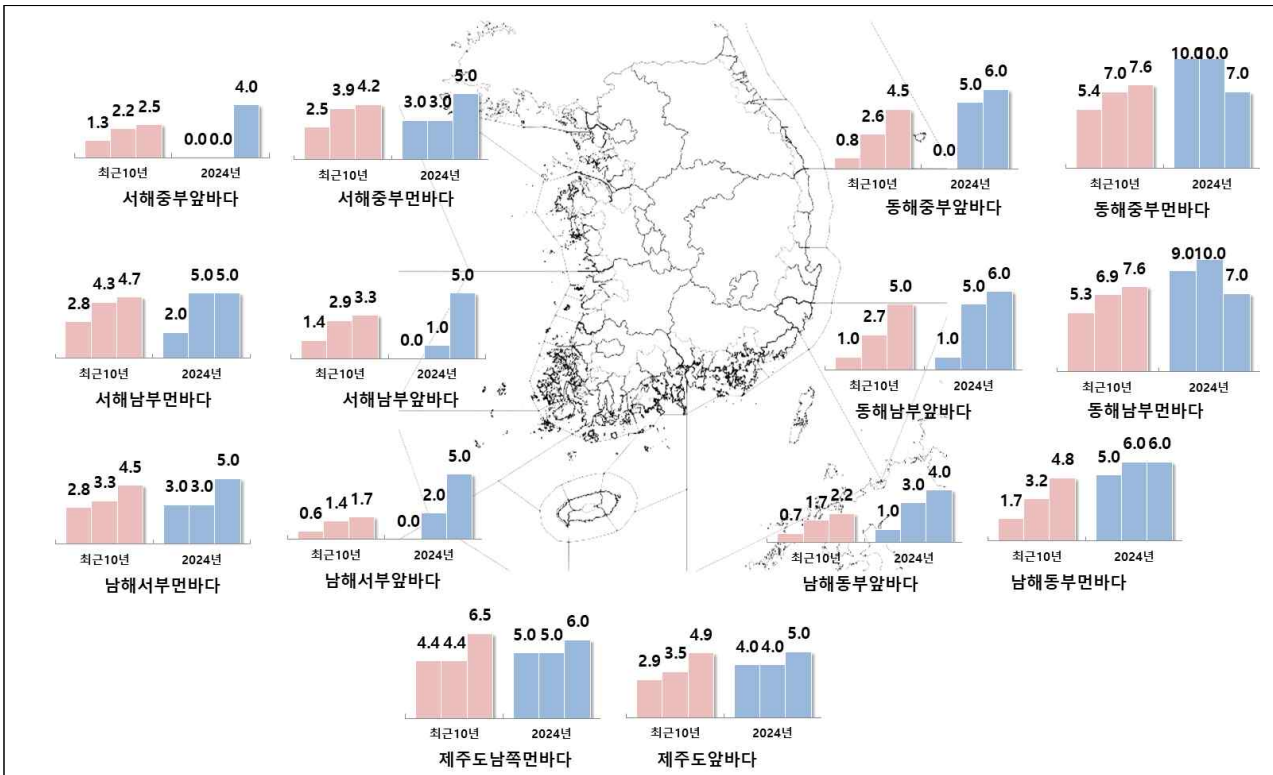 1.3 2.2 2.5 0.0 0.0 4.0
최근10년 2024년
서해중부앞바다
2.5 3.9 4.2 3.0 3.0 5.0
최근10년 2024년
서해중부먼바다
0.8 2.6 4.5 0.0 5.0 6.0
최근10년 2024년
동해중부앞바다
5.4 7.0 7.6 10.0 10.0 7.0
최근10년 2024년
동해중부먼바다
2.8 4.3 4.7 2.0 5.0 5.0
최근10년 2024년
서해남부먼바다
1.4 2.9 3.3 0.0 1.0 5.0
최근10년 2024년
서해남부앞바다
1.0 2.7 5.0 1.0 5.0 6.0
최근10년 2024년
동해남부앞바다
5.3 6.9 7.6 9.0 10.0 7.0
최근10년 2024년
동해남부먼바다
2.8 3.3 4.5 3.0 3.0 5.0
최근10년 2024년
남해서부먼바다
0.6 1.4 1.7 0.0 2.0 5.0
최근10년 2024년
남해서부앞바다
0.7 1.7 2.2 1.0 3.0 4.0
최근10년 2024년
남해동부앞바다
1.7 3.2 4.8 5.0 6.0 6.0
최근10년 2024년
남해동부먼바다
4.4 4.4 6.5 5.0 5.0 6.0
최근10년 2024년
제주도남쪽먼바다
2.9 3.5 4.9 4.0 4.0 5.0
최근10년 2024년
제주도앞바다